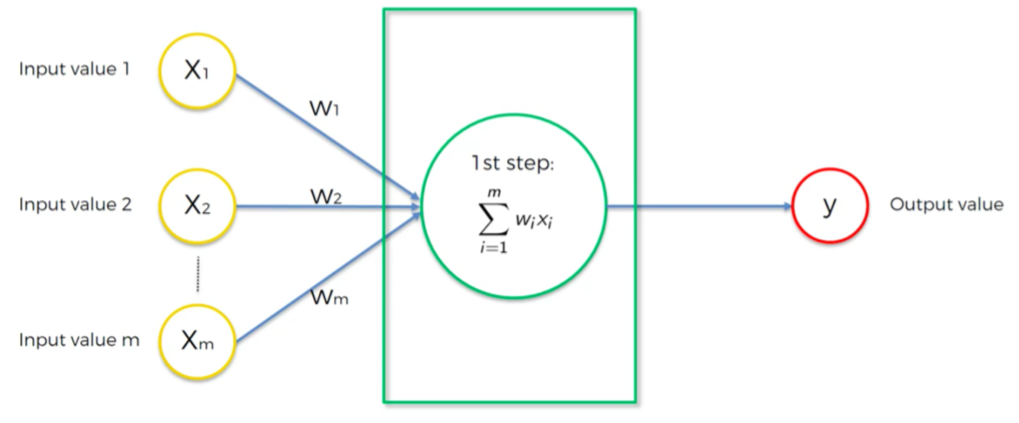 Input value 1
X1
W1
Input value 2
X2
W2
Input value m
Xm
Wm
1st step:
m
∑ wixi
i=1
y
Output value